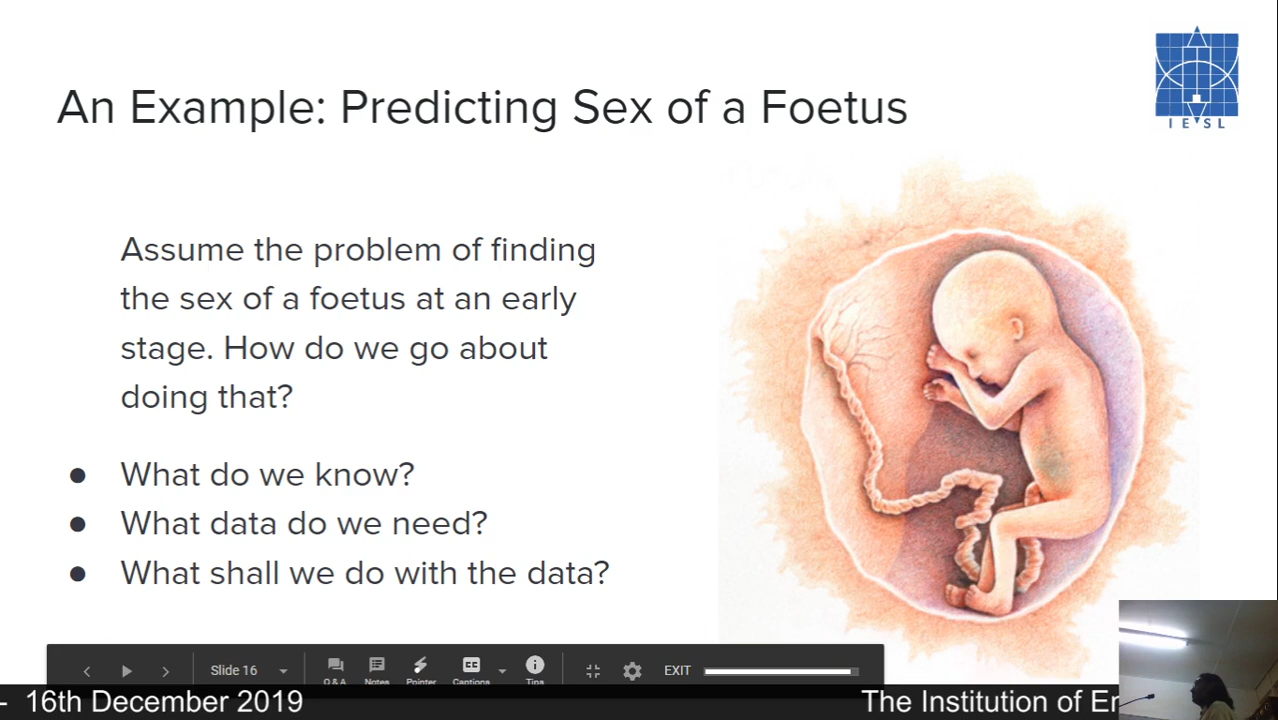 An Example: Predicting Sex of a Foetus
I E S L
Assume the problem of finding
the sex of a foetus at an early
stage. How do we go about
doing that?
● What do we know?
● What data do we need?
● What shall we do with the data?
Slide 16
Q & A
Notes
Pointer
Captions
Tips
EXIT
- 16th December 2019
The Institution of En